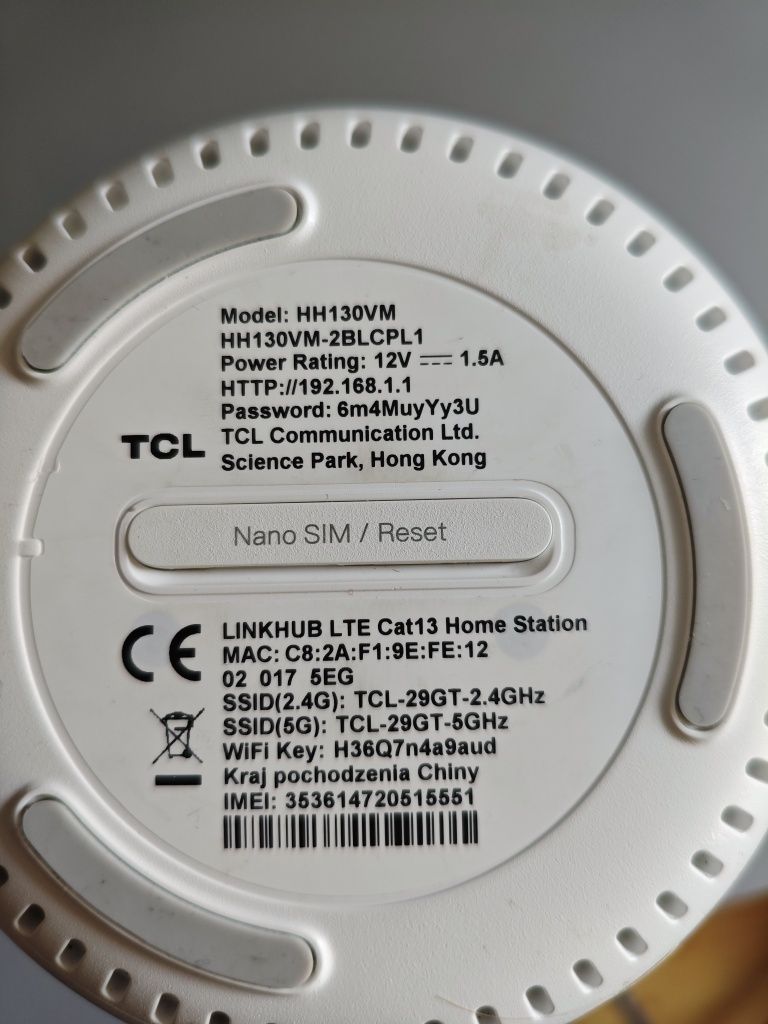 Model: HH130VM
HH130VM-2BLCPL1
Power Rating: 12V ⎓ 1.5A
HTTP://192.168.1.1
Password: 6m4MuyYy3U
TCL
TCL Communication Ltd.
Science Park, Hong Kong
Nano SIM / Reset
CE
LINKHUB LTE Cat13 Home Station
MAC: C8:2A:F1:9E:FE:12
02 017 5EG
SSID(2.4G): TCL-29GT-2.4GHz
SSID(5G): TCL-29GT-5GHz
WiFi Key: H36Q7n4a9aud
Kraj pochodzenia Chiny
IMEI: 353614720515551